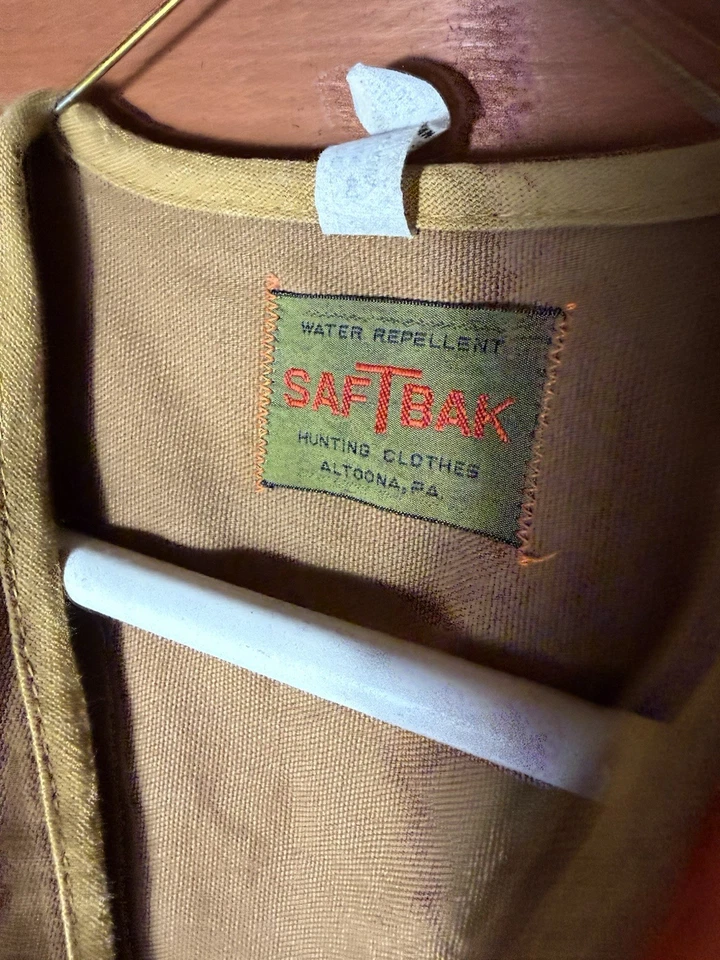 WATER REPELLENT
SAFTBAK
HUNTING CLOTHES
ALTOONA, PA.